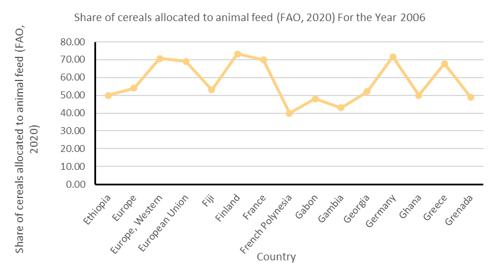 Share of cereals allocated to animal feed (FAO, 2020) For the Year 2006
Share of cereals allocated to animal feed (FAO,
2020)
80.00
70.00
60.00
50.00
40.00
30.00
20.00
10.00
0.00
Ethiopia
Europe
Europe, Western
European Union
Fiji
Finland
France
French Polynesia
Gabon
Gambia
Georgia
Germany
Ghana
Greece
Grenada
Country